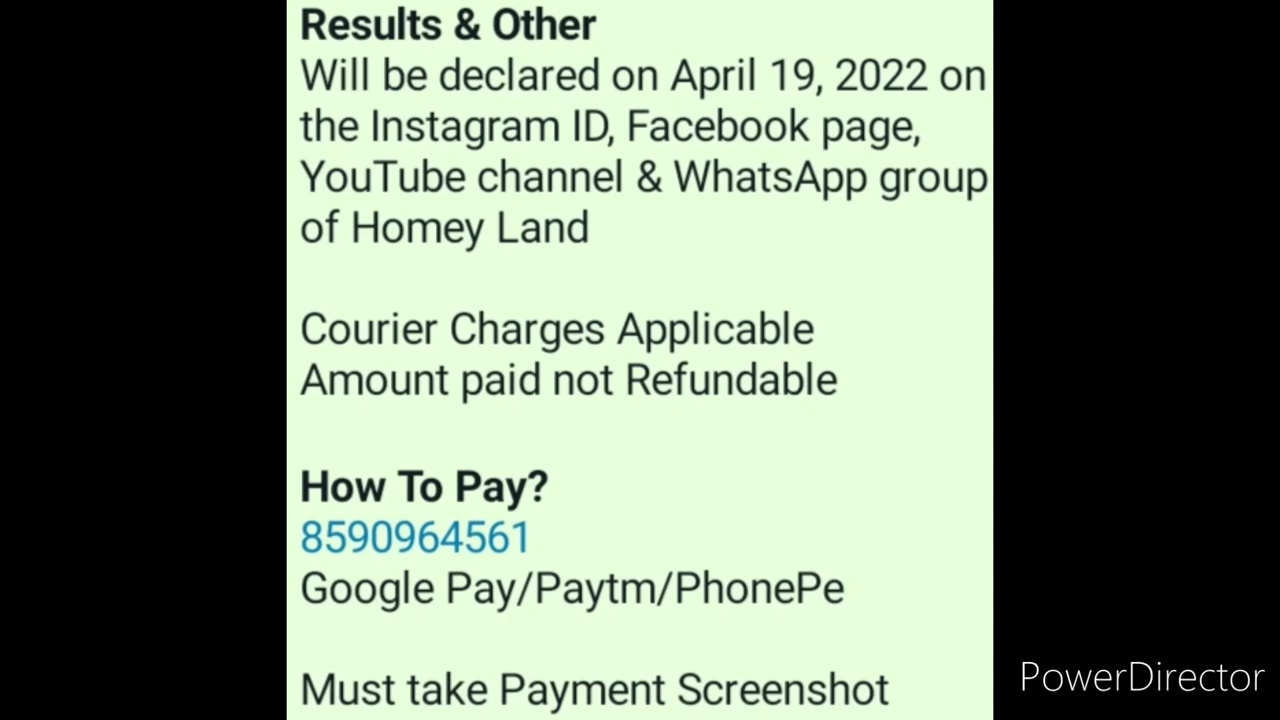 Results & Other
Will be declared on April 19, 2022 on
the Instagram ID, Facebook page,
YouTube channel & WhatsApp group
of Homey Land
Courier Charges Applicable
Amount paid not Refundable
How To Pay?
8590964561
Google Pay/Paytm/PhonePe
Must take Payment Screenshot
PowerDirector